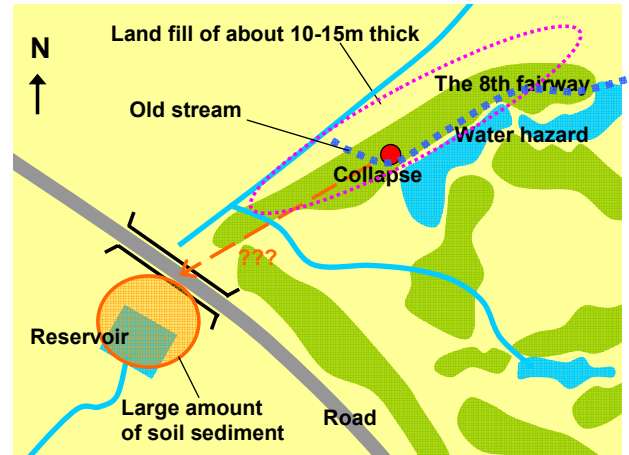 N
Land fill of about 10-15m thick
The 8th fairway
Old stream
Water hazard
Collapse
???
Reservoir
Large amount
of soil sediment
Road